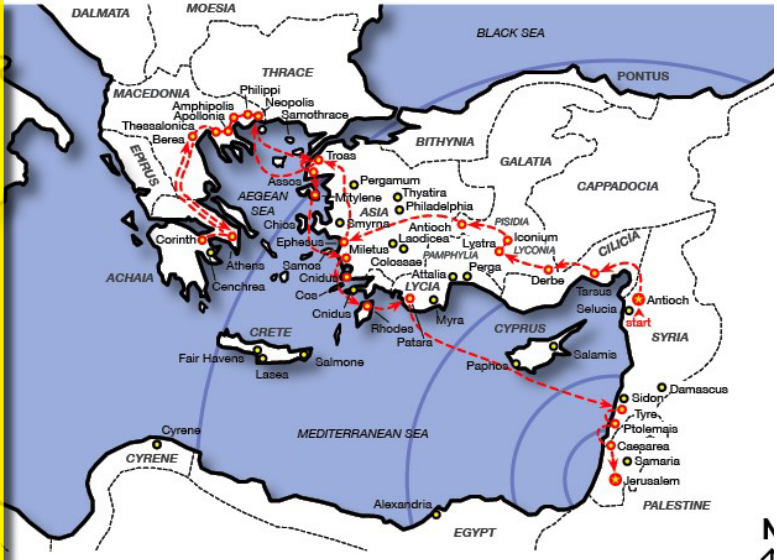 DALMATA
MOESIA
BLACK SEA
THRACE
PONTUS
MACEDONIA
Philippi
Amphipolis
Neopolis
Apollonia
Samothrace
Thessalonica
Berea
BITHYNIA
EPIRUS
Troas
GALATIA
CAPPADOCIA
Assos
Pergamum
AEGEAN
SEA
Mitylene
Thyatira
ASIA
Philadelphia
Chios
Smyrna
Antioch
PISIDIA
Corinth
Ephesus
Laodicea
Iconium
Miletus
Lystra
LYCONIA
CILICIA
Athens
Colossae
PAMPHYLIA
ACHAIA
Samos
Cenchrea
Cnidus
Attalia
Perga
Derbe
Tarsus
Cos
LYCIA
Antioch
Selucia
Cnidus
Rhodes
Myra
start
CRETE
Patara
CYPRUS
SYRIA
Fair Havens
Salmone
Salamis
Lasea
Paphos
Damascus
Sidon
Tyre
Cyrene
MEDITERRANEAN SEA
Ptolemais
CYRENE
Caesarea
Samaria
Jerusalem
Alexandria
PALESTINE
EGYPT